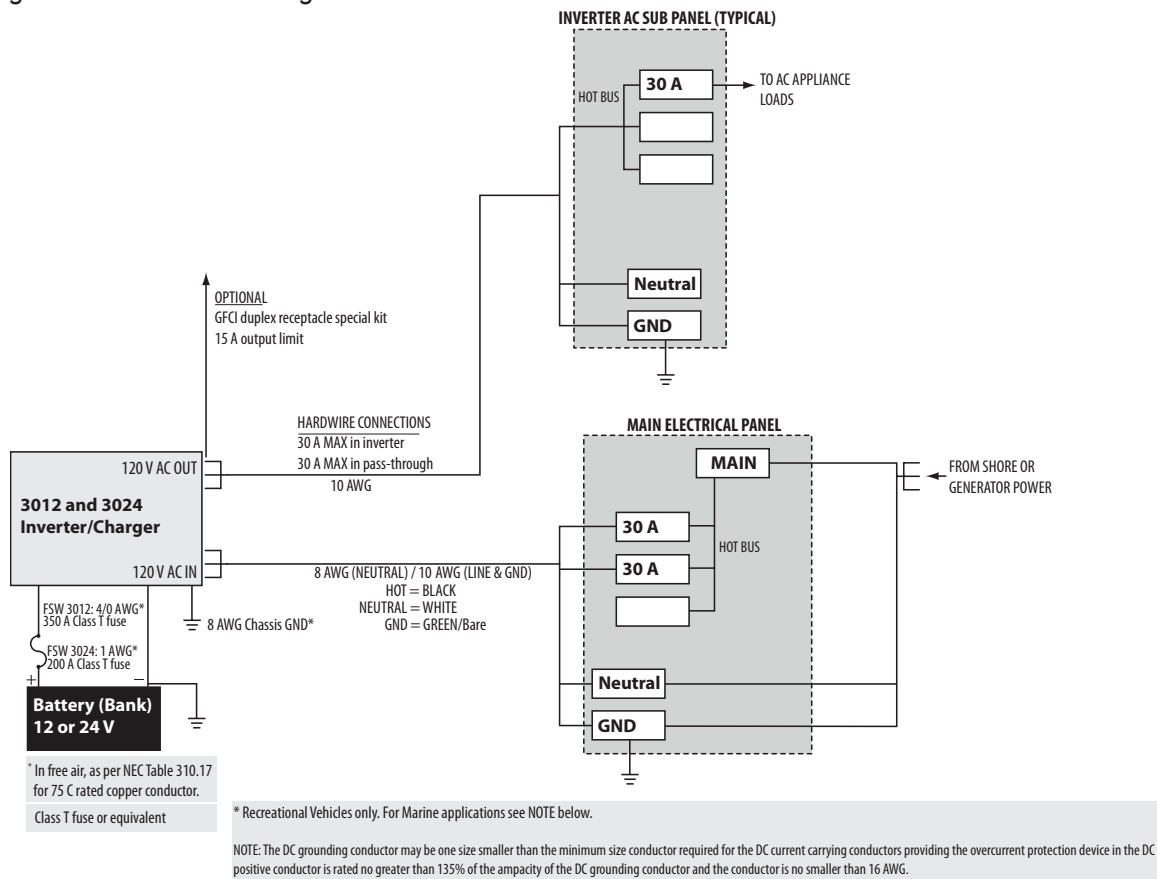 INVERTER AC SUB PANEL (TYPICAL)
30 A
HOT BUS
TO AC APPLIANCE
LOADS
Neutral
GND
OPTIONAL
GFCI duplex receptacle special kit
15 A output limit
HARDWIRE CONNECTIONS
30 A MAX in inverter
30 A MAX in pass-through
10 AWG
MAIN ELECTRICAL PANEL
MAIN
FROM SHORE OR
GENERATOR POWER
30 A
HOT BUS
30 A
Neutral
GND
120 V AC OUT
3012 and 3024
Inverter/Charger
120 V AC IN
8 AWG (NEUTRAL) / 10 AWG (LINE & GND)
HOT = BLACK
NEUTRAL = WHITE
GND = GREEN/Bare
FSW 3012: 4/0 AWG*
350 A Class T fuse
8 AWG Chassis GND*
FSW 3024: 1 AWG*
200 A Class T fuse
+ –
Battery (Bank)
12 or 24 V
* In free air, as per NEC Table 310.17
for 75 C rated copper conductor.
Class T fuse or equivalent
* Recreational Vehicles only. For Marine applications see NOTE below.
NOTE: The DC grounding conductor may be one size smaller than the minimum size conductor required for the DC current carrying conductors providing the overcurrent protection device in the DC
positive conductor is rated no greater than 135% of the ampacity of the DC grounding conductor and the conductor is no smaller than 16 AWG.